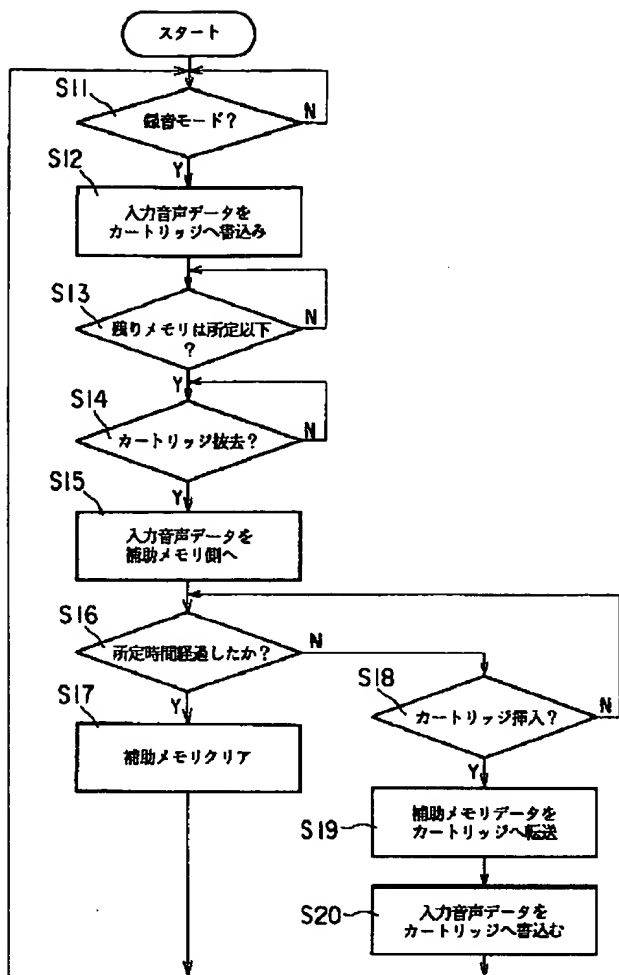 スタート
S11
録音モード?
N
Y
S12
入力音声データを
カートリッジへ書込み
S13
残りメモリは所定以下
?
N
Y
S14
カートリッジ抜去?
N
Y
S15
入力音声データを
補助メモリ側へ
S16
所定時間経過したか?
N
Y
S17
補助メモリクリア
S18
カートリッジ挿入?
N
Y
S19
補助メモリデータを
カートリッジへ転送
S20
入力音声データを
カートリッジへ書込む